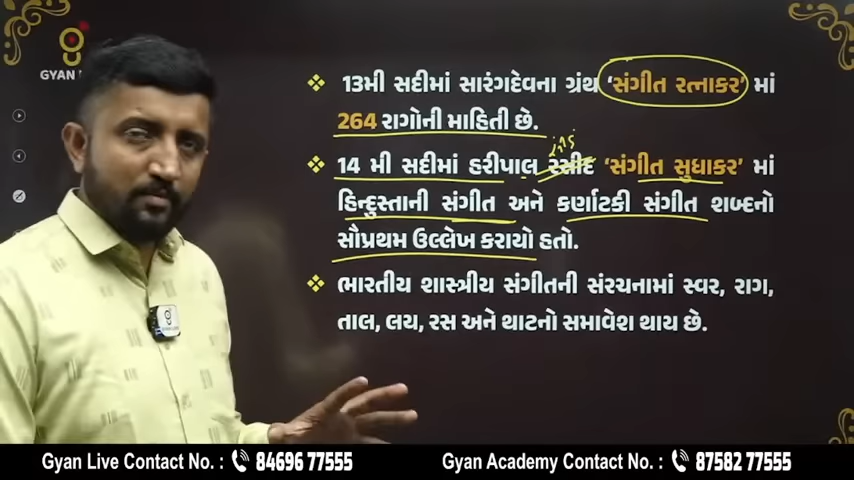 GYAN
13મી સદીમાં સારંગદેવના ગ્રંથ 'સંગીત રત્નાકર' માં
264 રાગોની માહિતી છે.
14 મી સદીમાં હરીપાલ રસીદ 'સંગીત સુધાકર' માં
હિન્દુસ્તાની સંગીત અને કર્ણાટકી સંગીત શબ્દનો
સૌપ્રથમ ઉલ્લેખ કરાયો હતો.
ભારતીય શાસ્ત્રીય સંગીતની સંરચનામાં સ્વર, રાગ,
તાલ, લય, રસ અને થાટનો સમાવેશ થાય છે.
Gyan Live Contact No. : 84696 77555
Gyan Academy Contact No. : 87582 77555